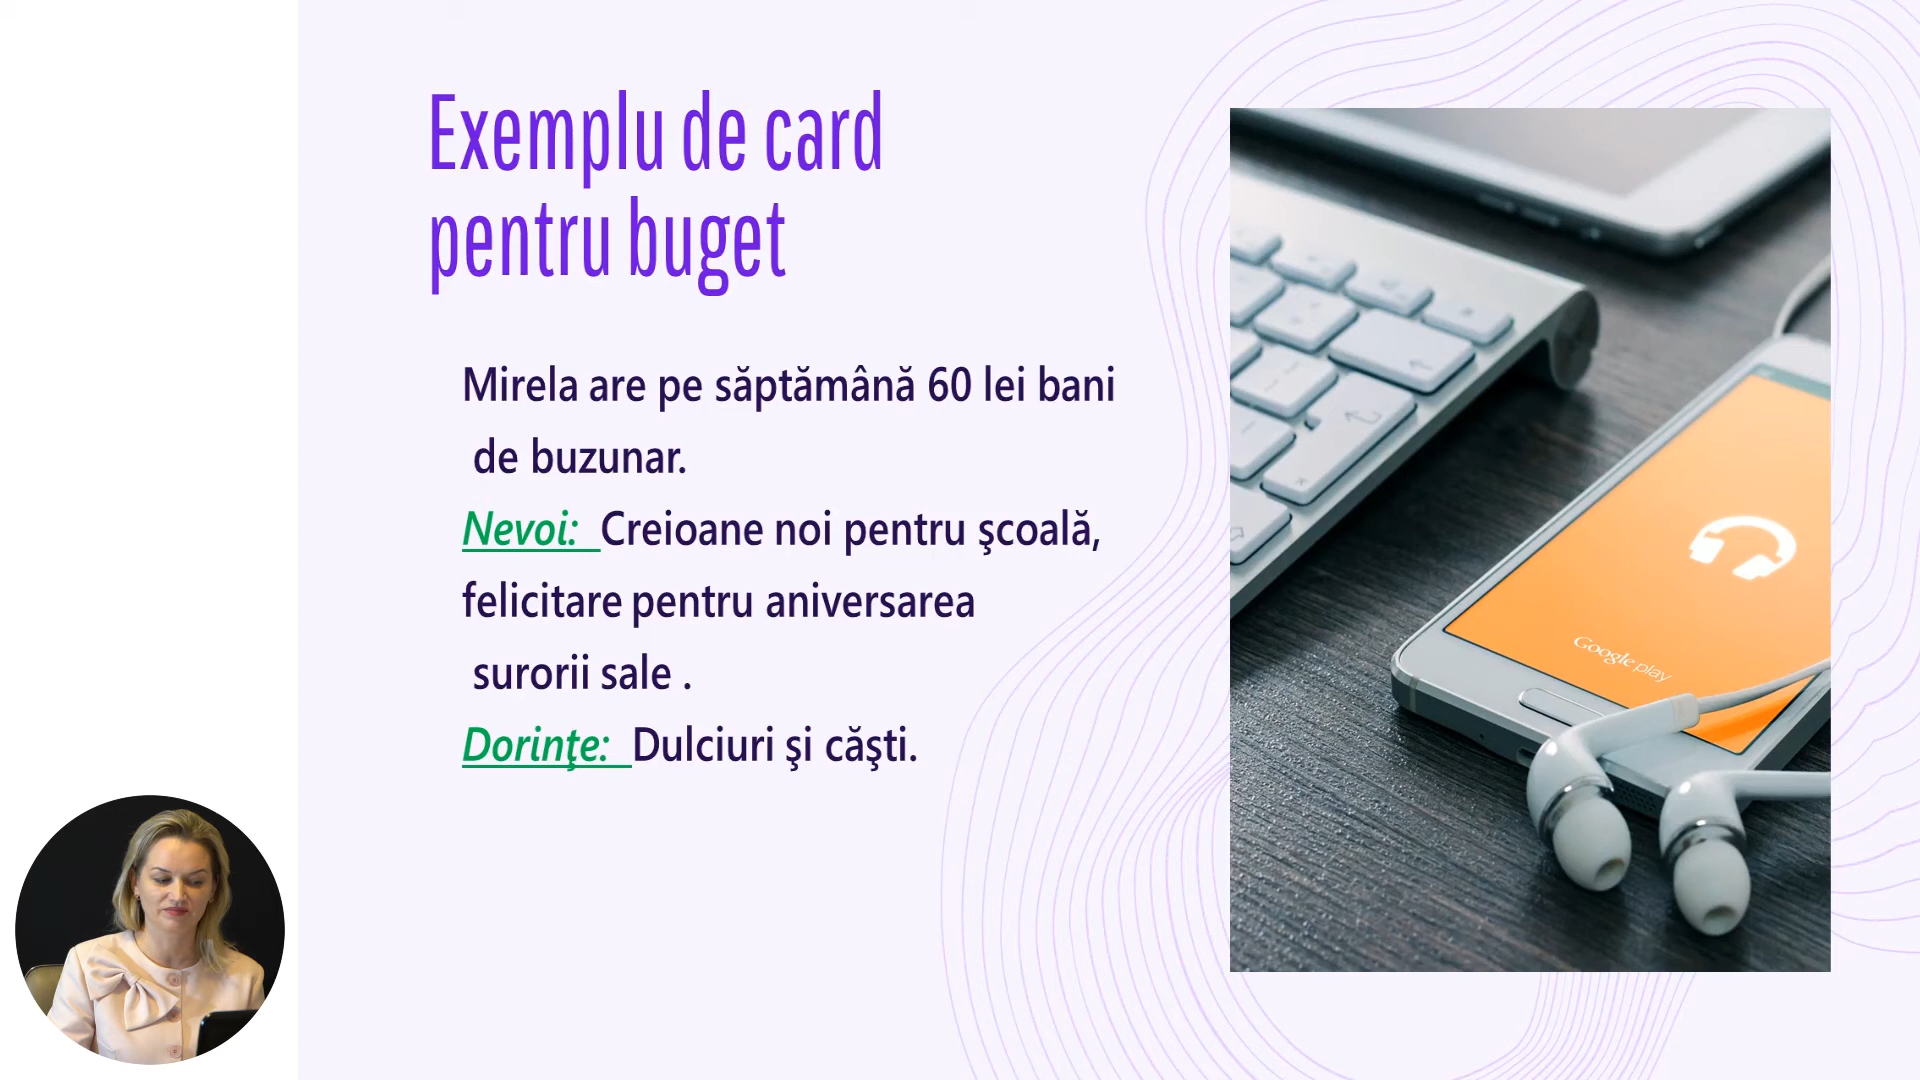 Exemplu de card
pentru buget
Mirela are pe săptămână 60 lei bani
de buzunar.
Nevoi: Creioane noi pentru şcoală,
felicitare pentru aniversarea
surorii sale .
Dorinţe: Dulciuri şi căşti.
Google play